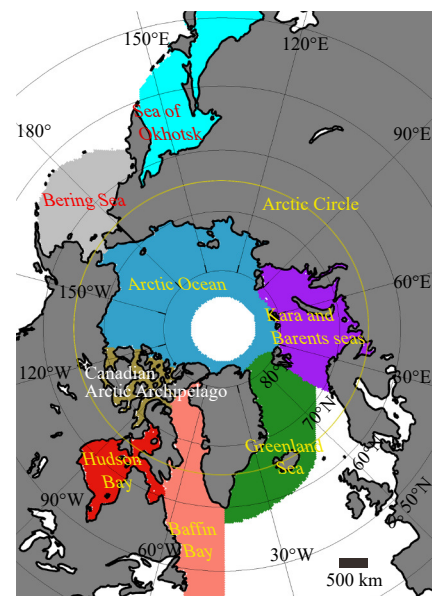 150°E
120°E
Sea of
Okhotsk
180°
90°E
Bering Sea
Arctic Circle
Arctic Ocean
60°E
150°W
Kara and
Barents seas
Canadian
Arctic Archipelago
120°W
80°N
30°E
70°N
Hudson
Bay
Greenland
Sea
60°N
90°W
50°N
Baffin
Bay
60°W
30°W
500 km